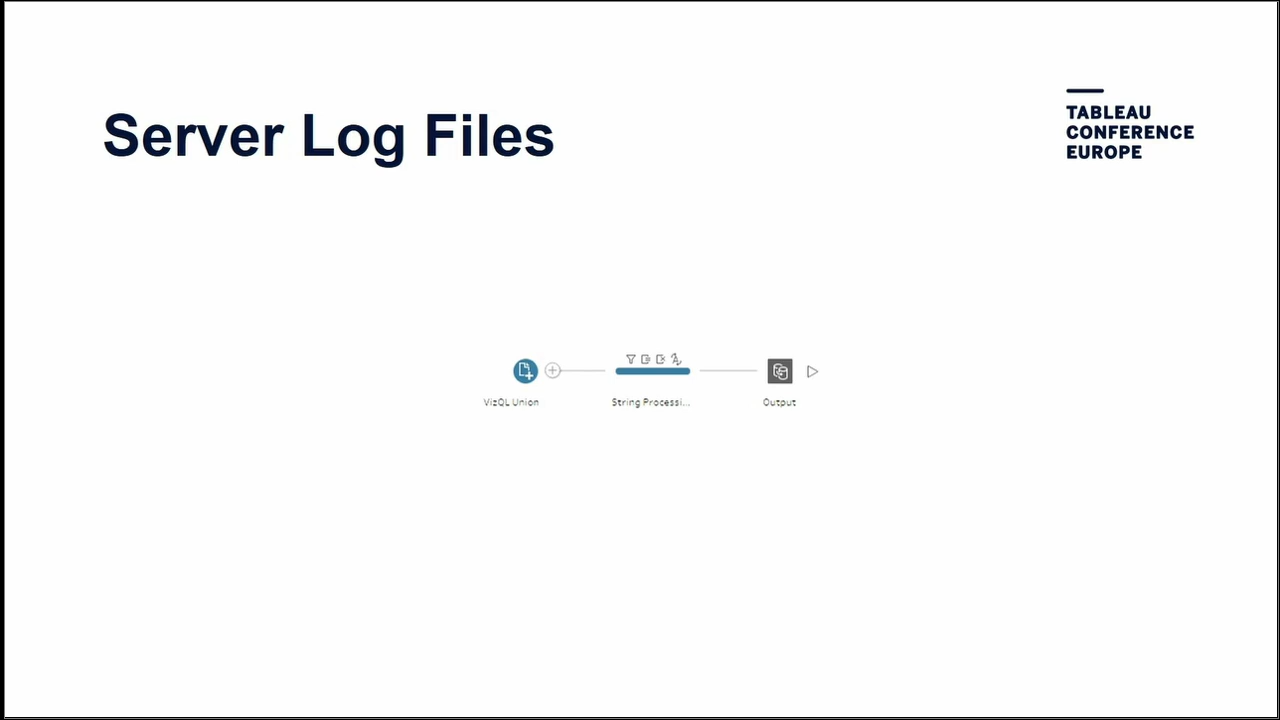 Server Log Files
TABLEAU
CONFERENCE
EUROPE
VizQL Union
String Processi...
Output